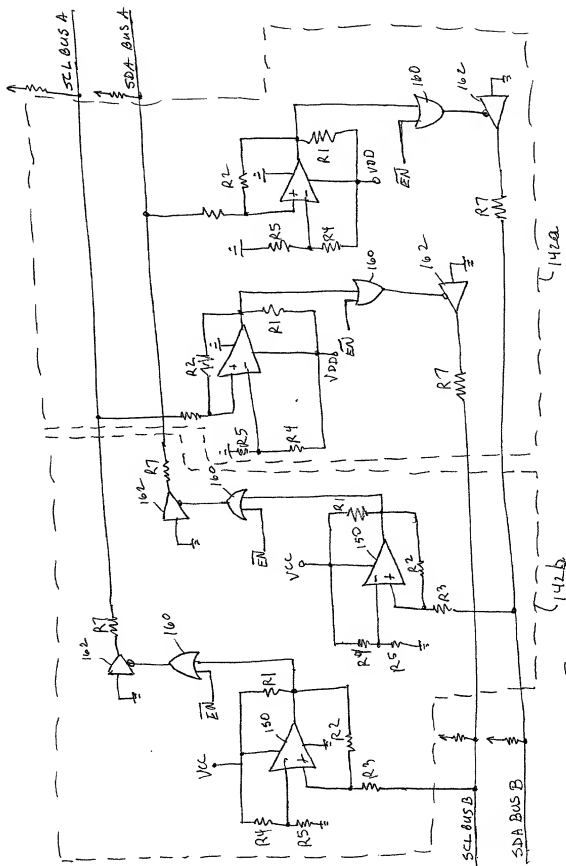 SCL BUS A
SDA BUS A
R2
R1
R5
R4
VDD
EN
160
162
R7
142a
R2
R1
R5
R4
VDD
EN
160
162
R7
162
R7
160
EN
VCC
R1
150
R4
R5
R2
R3
142b
162
R7
160
EN
VCC
R1
150
R4
R5
R2
R3
SCL BUS B
SDA BUS B